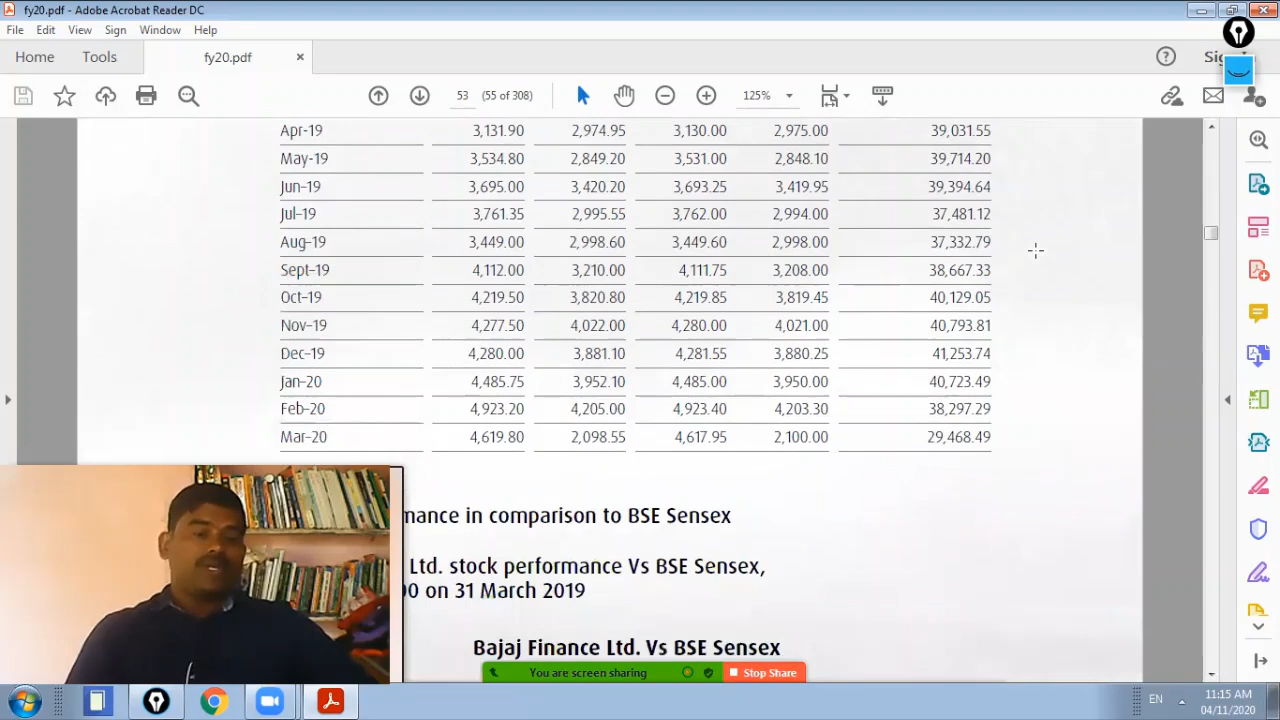 fy20.pdf - Adobe Acrobat Reader DC
File Edit View Sign Window Help
Home Tools fy20.pdf ×
53 (55 of 308) 125%
Apr-19 3,131.90 2,974.95 3,130.00 2,975.00 39,031.55
May-19 3,534.80 2,849.20 3,531.00 2,848.10 39,714.20
Jun-19 3,695.00 3,420.20 3,693.25 3,419.95 39,394.64
Jul-19 3,761.35 2,995.55 3,762.00 2,994.00 37,481.12
Aug-19 3,449.00 2,998.60 3,449.60 2,998.00 37,332.79
Sept-19 4,112.00 3,210.00 4,111.75 3,208.00 38,667.33
Oct-19 4,219.50 3,820.80 4,219.85 3,819.45 40,129.05
Nov-19 4,277.50 4,022.00 4,280.00 4,021.00 40,793.81
Dec-19 4,280.00 3,881.10 4,281.55 3,880.25 41,253.74
Jan-20 4,485.75 3,952.10 4,485.00 3,950.00 40,723.49
Feb-20 4,923.20 4,205.00 4,923.40 4,203.30 38,297.29
Mar-20 4,619.80 2,098.55 4,617.95 2,100.00 29,468.49
mance in comparison to BSE Sensex
Ltd. stock performance Vs BSE Sensex,
00 on 31 March 2019
Bajaj Finance Ltd. Vs BSE Sensex
You are screen sharing Stop Share
EN 11:15 AM
04/11/2020